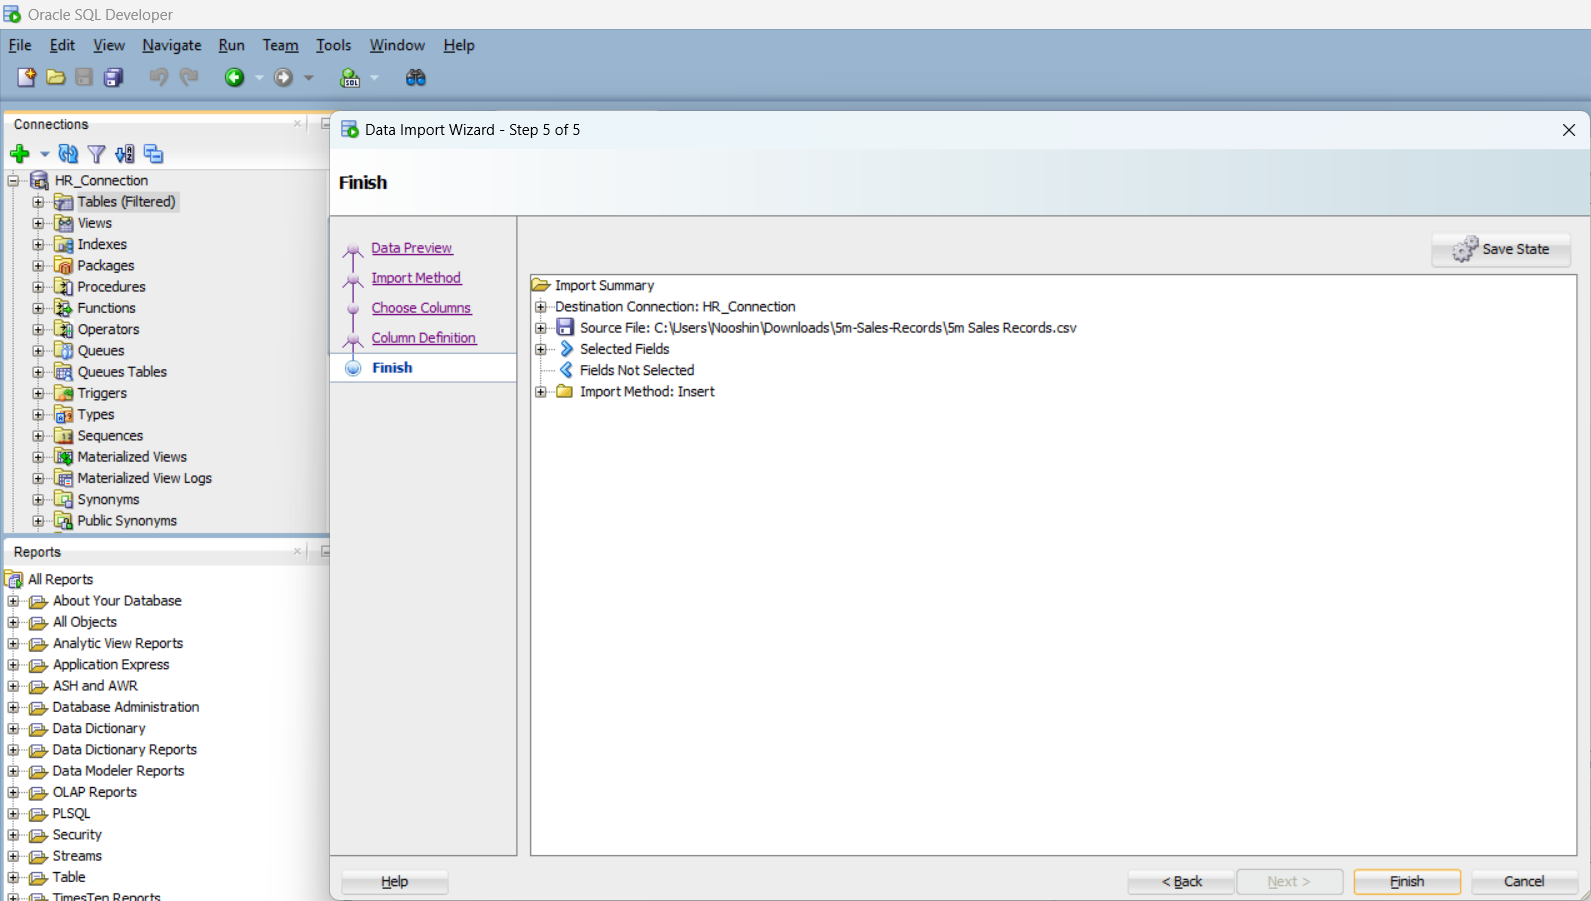 Oracle SQL Developer
File Edit View Navigate Run Team Tools Window Help
Connections
HR_Connection
Tables (Filtered)
Views
Indexes
Packages
Procedures
Functions
Operators
Queues
Queues Tables
Triggers
Types
Sequences
Materialized Views
Materialized View Logs
Synonyms
Public Synonyms
Reports
All Reports
About Your Database
All Objects
Analytic View Reports
Application Express
ASH and AWR
Database Administration
Data Dictionary
Data Dictionary Reports
Data Modeler Reports
OLAP Reports
PLSQL
Security
Streams
Table
TimesTen Reports
Data Import Wizard - Step 5 of 5
Finish
Data Preview
Import Method
Choose Columns
Column Definition
Finish
Save State
Import Summary
Destination Connection: HR_Connection
Source File: C:\Users\Nooshin\Downloads\5m-Sales-Records\5m Sales Records.csv
Selected Fields
Fields Not Selected
Import Method: Insert
Help < Back Next > Finish Cancel